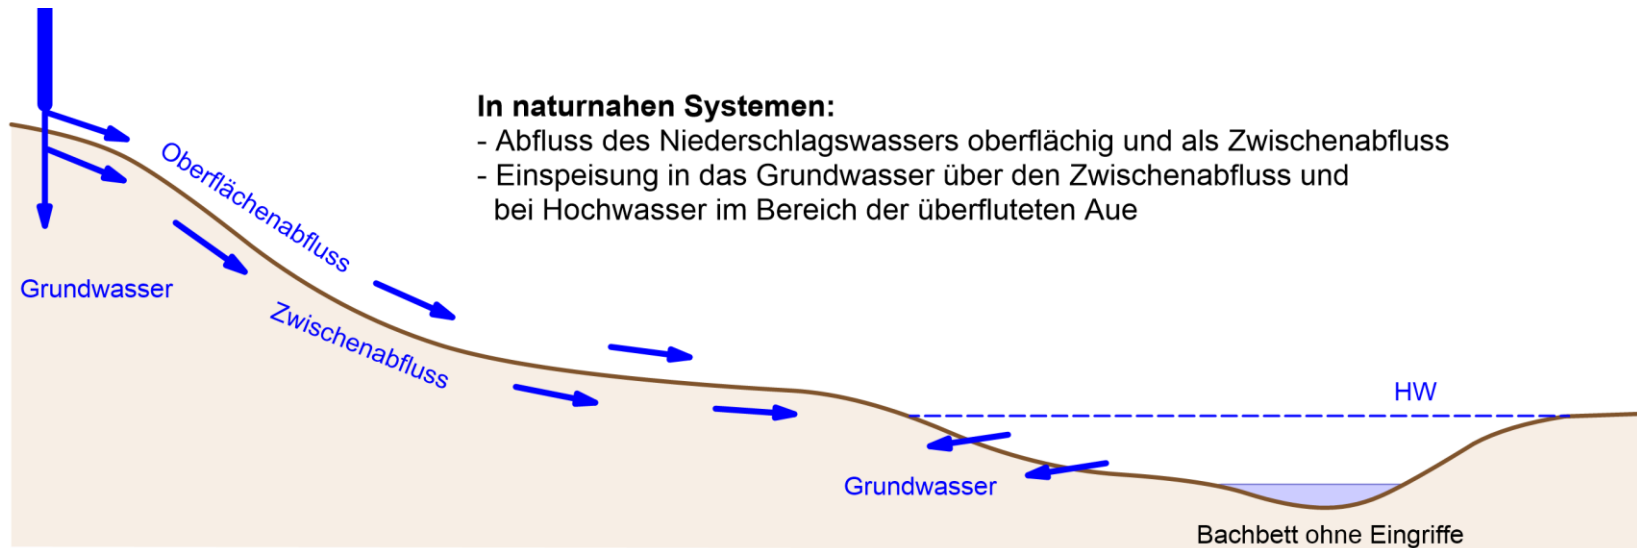 In naturnahen Systemen:
- Abfluss des Niederschlagswassers oberflächig und als Zwischenabfluss
- Einspeisung in das Grundwasser über den Zwischenabfluss und
bei Hochwasser im Bereich der überfluteten Aue
Oberflächenabfluss
Grundwasser
Zwischenabfluss
HW
Grundwasser
Bachbett ohne Eingriffe